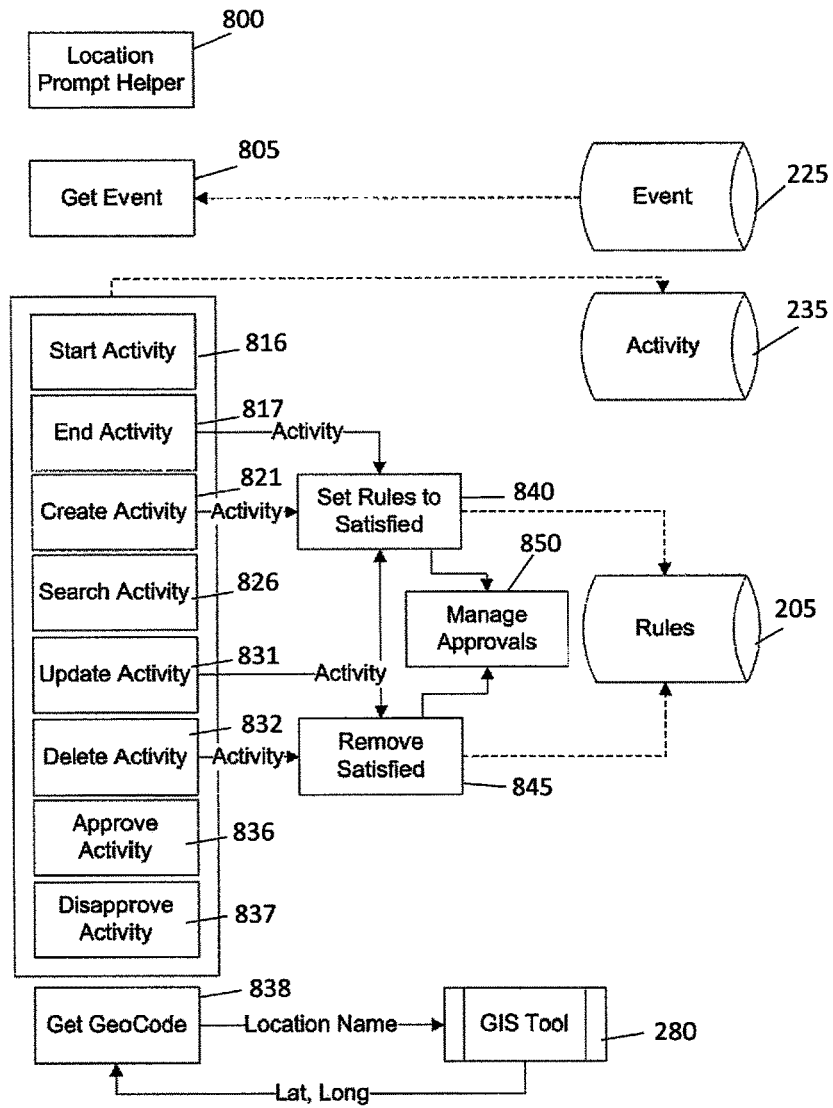 800
Location
Prompt Helper
805
Get Event
Event
225
Activity
235
Start Activity
816
End Activity
817
Activity
Create Activity
821
Activity
Set Rules to
Satisfied
840
Search Activity
826
850
Manage
Approvals
Rules
205
Update Activity
831
Activity
Delete Activity
832
Activity
Remove
Satisfied
845
Approve
Activity
836
Disapprove
Activity
837
838
Get GeoCode
Location Name
GIS Tool
280
Lat, Long